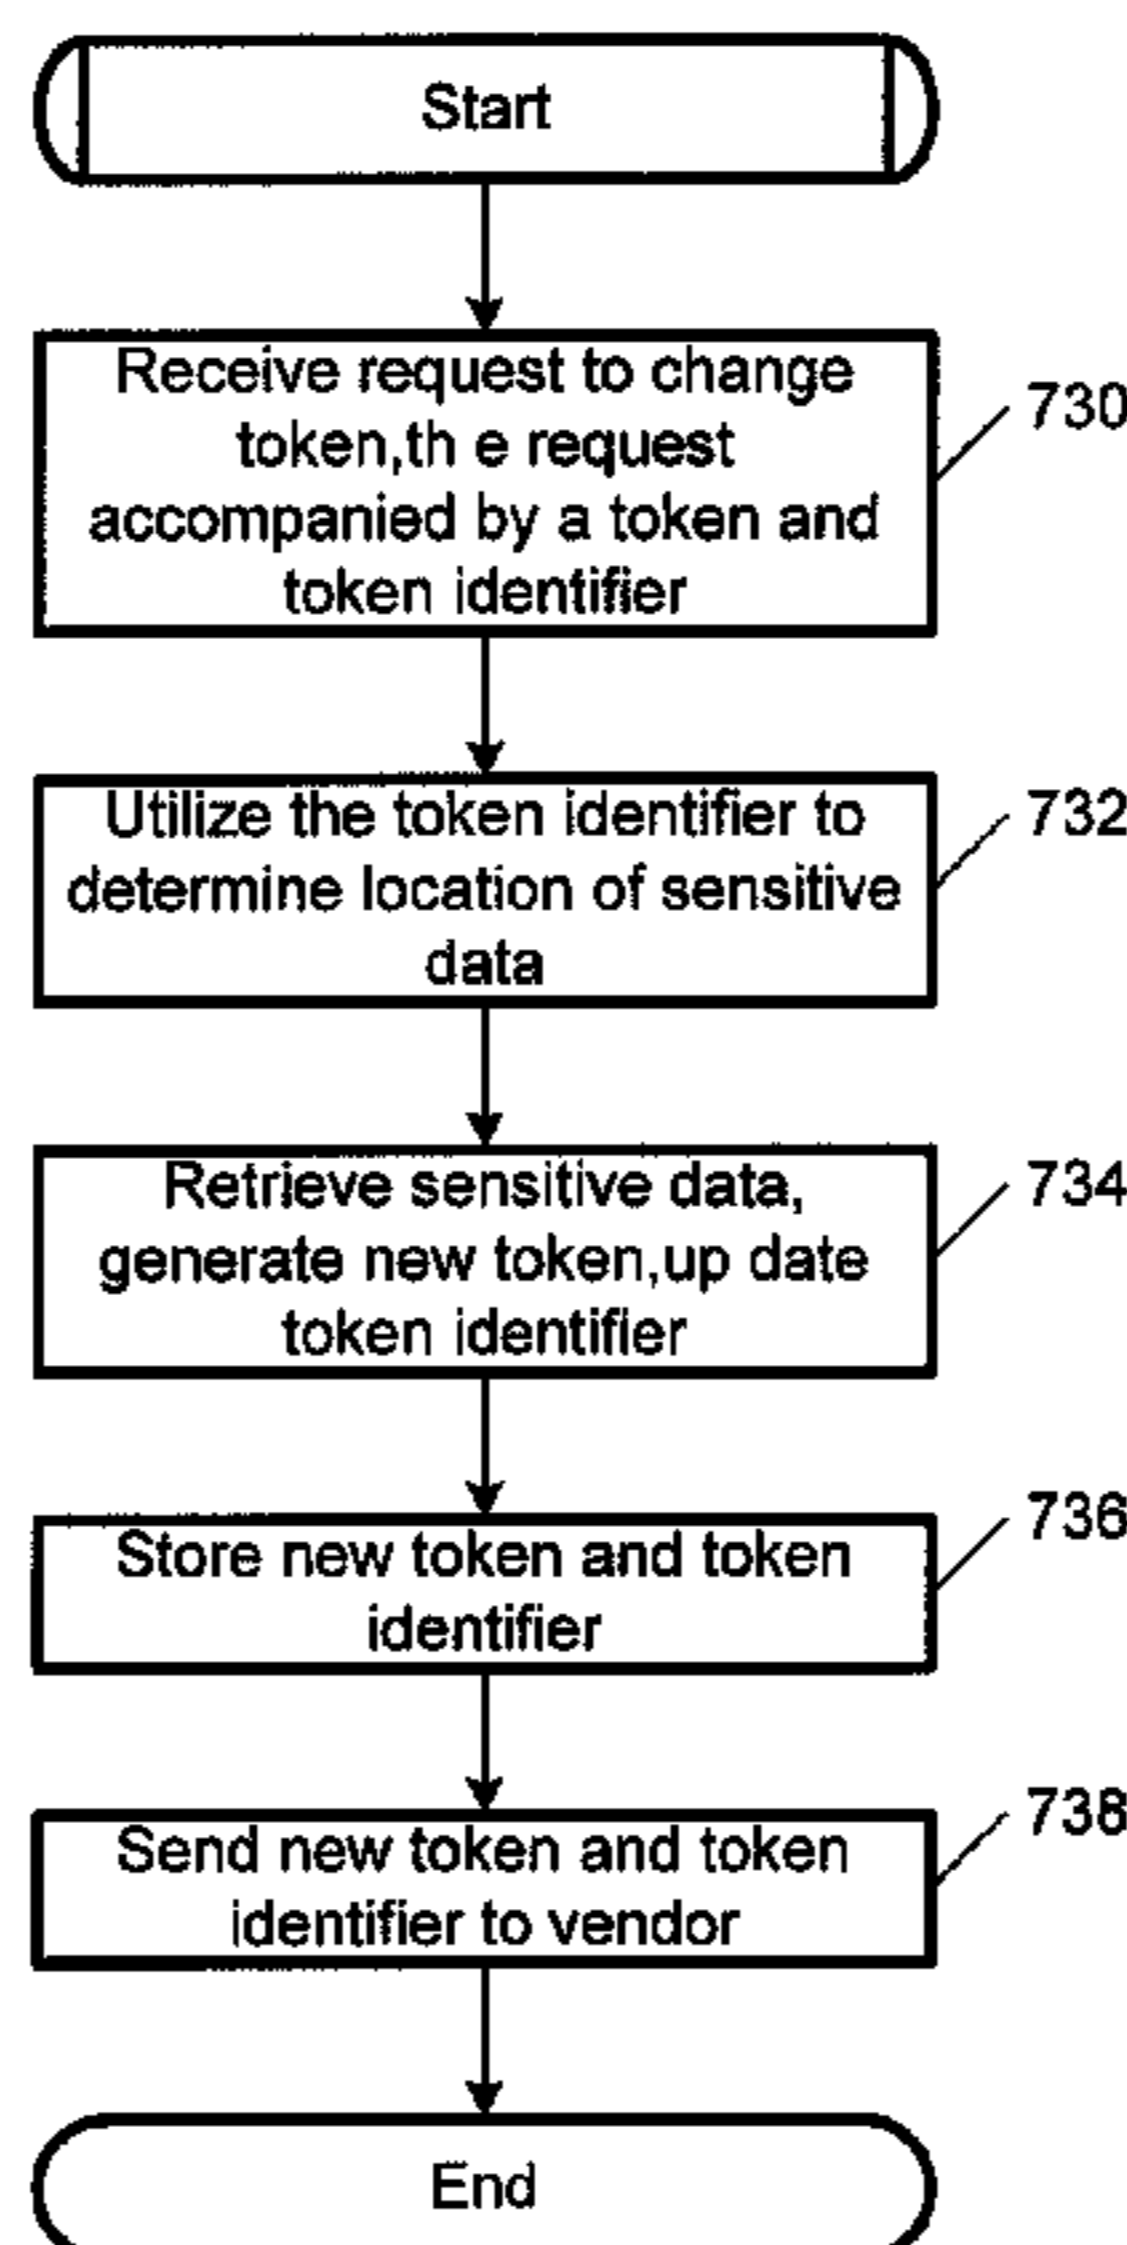 Start
Receive request to change
token,th e request
accompanied by a token and
token identifier
730
Utilize the token identifier to
determine location of sensitive
data
732
Retrieve sensitive data,
generate new token,up date
token identifier
734
Store new token and token
identifier
736
Send new token and token
identifier to vendor
738
End